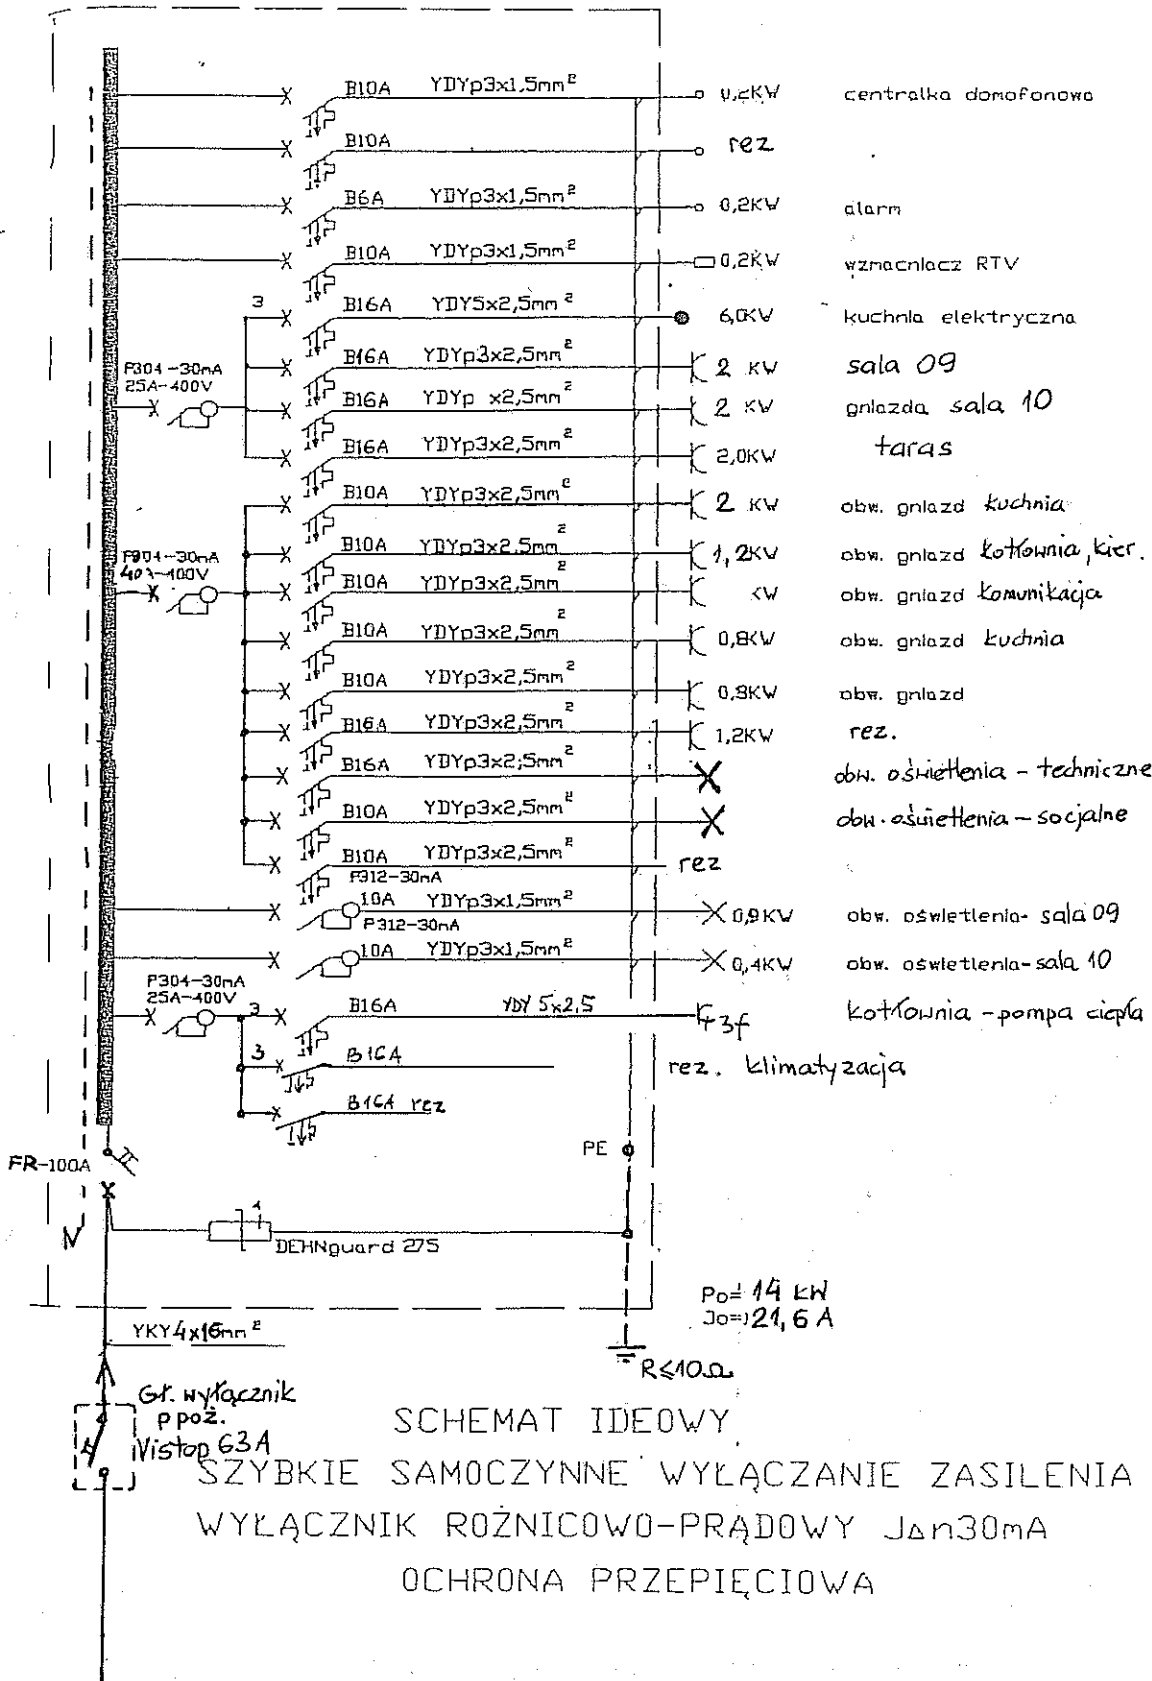 B10A YDYp3x1,5mm² 0,2KW centralka domofonowa
B10A rez
B6A YDYp3x1,5mm² 0,2KW alarm
B10A YDYp3x1,5mm² 0,2KW wzmacniacz RTV
3 B16A YDY5x2,5mm² 6,0KW kuchnia elektryczna
P304-30mA
25A-400V
B16A YDYp3x2,5mm² 2 KW sala 09
B16A YDYp x2,5mm² 2 KW gniazda sala 10
B16A YDYp3x2,5mm² 2,0KW taras
B10A YDYp3x2,5mm² 2 KW obw. gniazd kuchnia
P304-30mA
40A-400V
B10A YDYp3x2,5mm² 1,2KW obw. gniazd kotłownia, kier.
B10A YDYp3x2,5mm² KW obw. gniazd komunikacja
B10A YDYp3x2,5mm² 0,8KW obw. gniazd kuchnia
B10A YDYp3x2,5mm² 0,8KW obw. gniazd
B16A YDYp3x2,5mm² 1,2KW rez.
B16A YDYp3x2,5mm² obw. oświetlenia - techniczne
B10A YDYp3x2,5mm² obw. oświetlenia - socjalne
B10A YDYp3x2,5mm² rez
P312-30mA
10A YDYp3x1,5mm² 0,9KW obw. oświetlenia- sala 09
P312-30mA
10A YDYp3x1,5mm² 0,4KW obw. oświetlenia-sala 10
P304-30mA
25A-400V
3 B16A YDY 5x2,5 3f kotłownia - pompa ciepła
3 B16A rez. klimatyzacja
B16A rez
FR-100A
PE
N
1
DEHNguard 275
Po= 14 kW
Jo= 21,6 A
YKY 4x16mm²
R≤10Ω
Gł. wyłącznik
ppoż.
Vistop 63A
SCHEMAT IDEOWY
SZYBKIE SAMOCZYNNE WYŁĄCZANIE ZASILENIA
WYŁĄCZNIK ROŻNICOWO-PRĄDOWY JΔn30mA
OCHRONA PRZEPIĘCIOWA